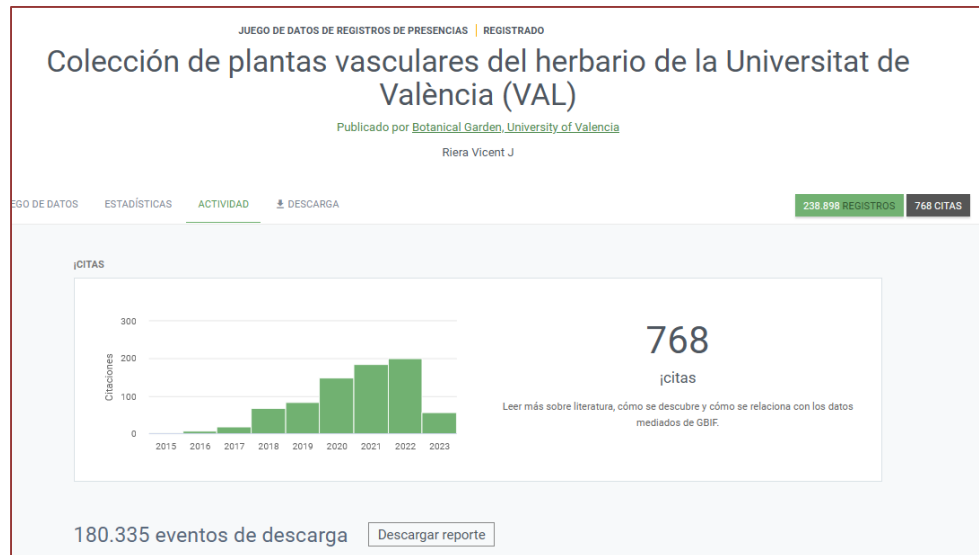 JUEGO DE DATOS DE REGISTROS DE PRESENCIAS | REGISTRADO
Colección de plantas vasculares del herbario de la Universitat de
València (VAL)
Publicado por Botanical Garden, University of Valencia
Riera Vicent J
EGO DE DATOS ESTADÍSTICAS ACTIVIDAD DESCARGA 238.898 REGISTROS 768 CITAS
¡CITAS
300
200
100
0
Citaciones
2015 2016 2017 2018 2019 2020 2021 2022 2023
768
¡citas
Leer más sobre literatura, cómo se descubre y cómo se relaciona con los datos
mediados de GBIF.
180.335 eventos de descarga Descargar reporte